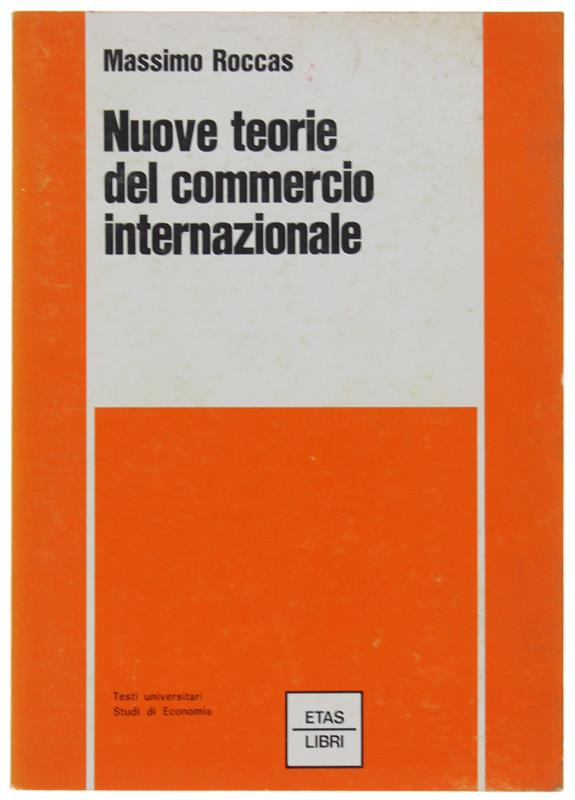 Massimo Roccas
Nuove teorie
del commercio
internazionale
Testi universitari
Studi di Economia
ETAS
LIBRI